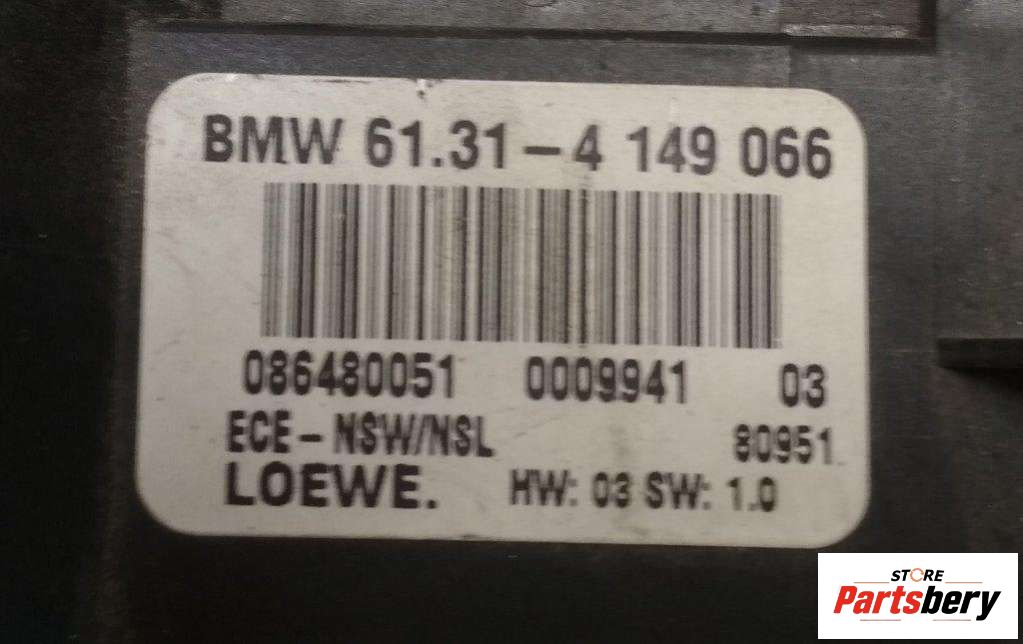 BMW 61.31-4 149 066
086480051 0009941 03
ECE-NSW/NSL 80951
LOEWE. HW: 03 SW: 1.0
STORE
Partsbery